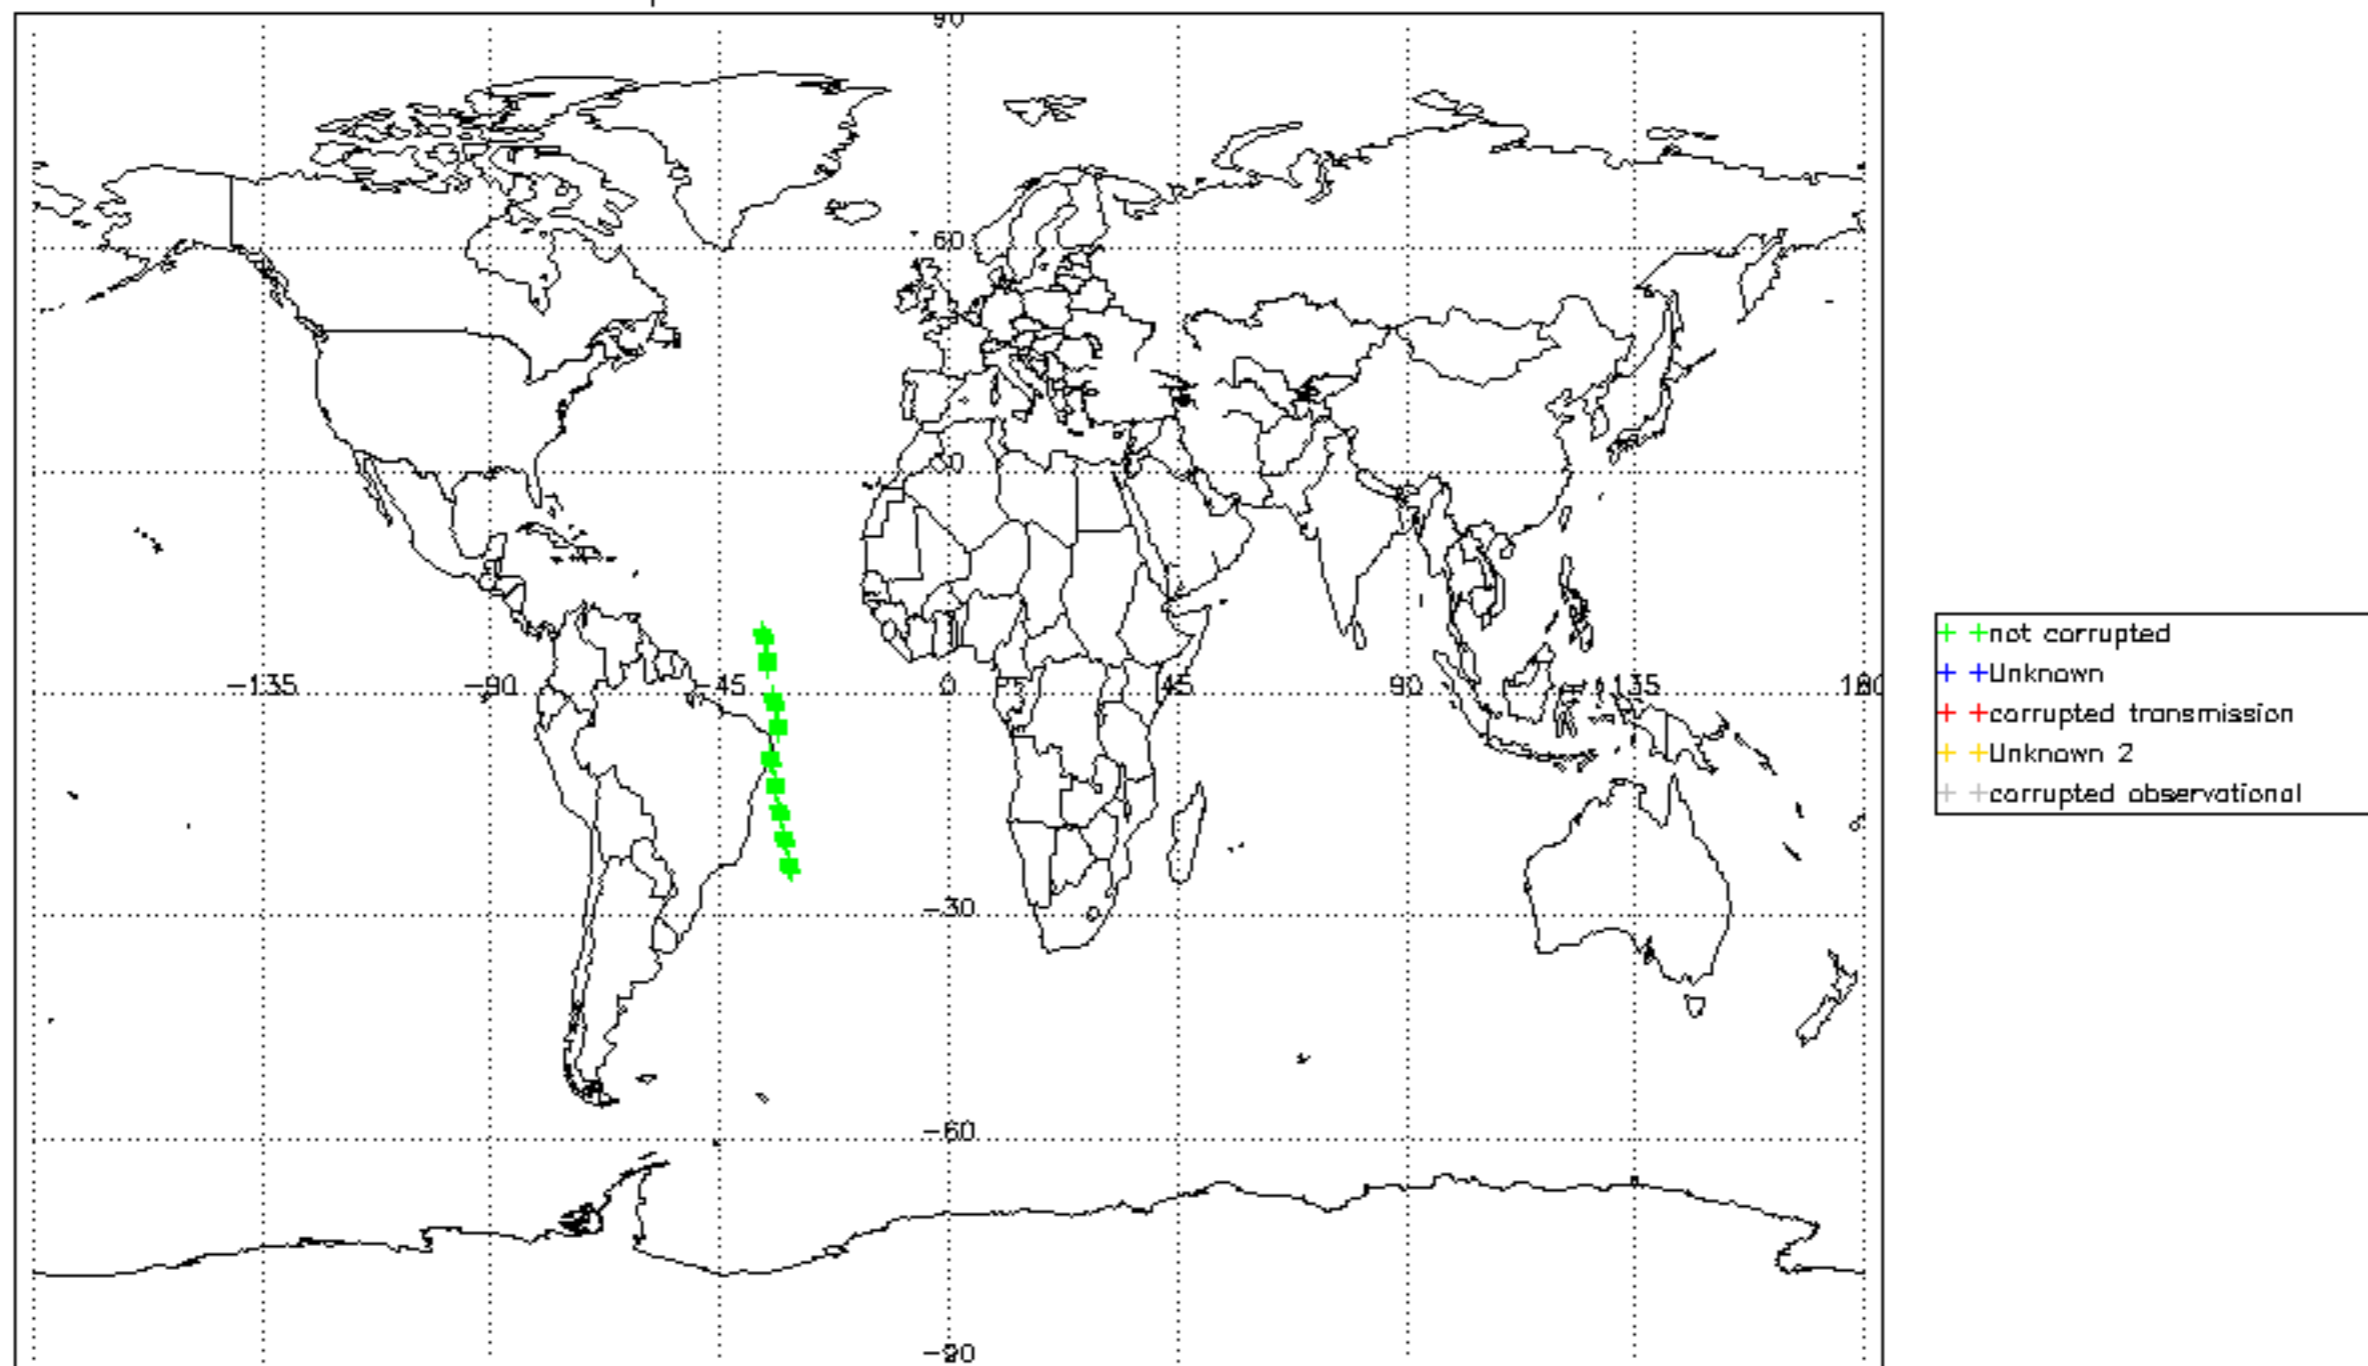 90
60
30
-135 -90 -45 0 45 90 135 180
-30
-60
-90
not corrupted
Unknown
corrupted transmission
Unknown 2
corrupted observational